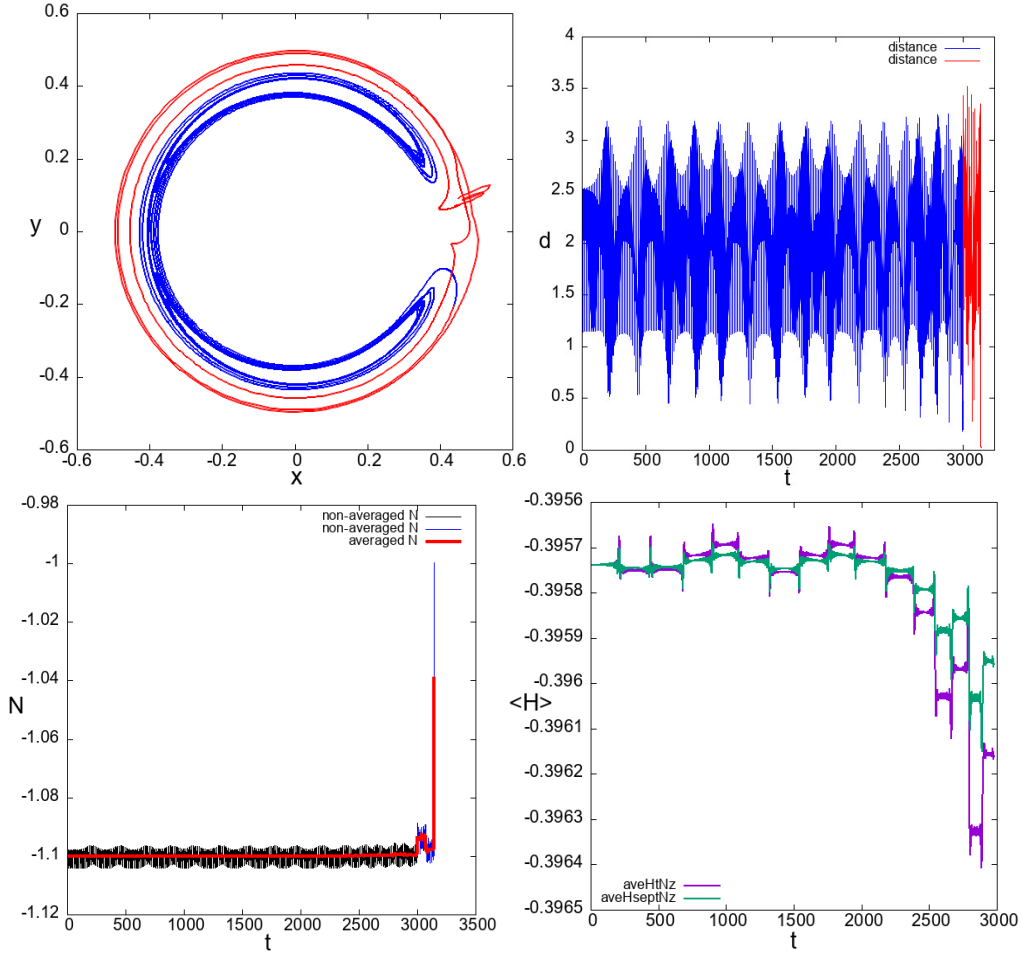 0.6
0.4
0.2
y 0
-0.2
-0.4
-0.6
-0.6 -0.4 -0.2 0 0.2 0.4 0.6
x
distance
distance
4
3.5
3
2.5
d 2
1.5
1
0.5
0
0 500 1000 1500 2000 2500 3000
t
-0.98
non-averaged N
non-averaged N
averaged N
-1
-1.02
-1.04
N
-1.06
-1.08
-1.1
-1.12
0 500 1000 1500 2000 2500 3000 3500
t
-0.3956
-0.3957
-0.3958
-0.3959
<H> -0.396
-0.3961
-0.3962
-0.3963
-0.3964
-0.3965
aveHtNz
aveHseptNz
0 500 1000 1500 2000 2500 3000
t